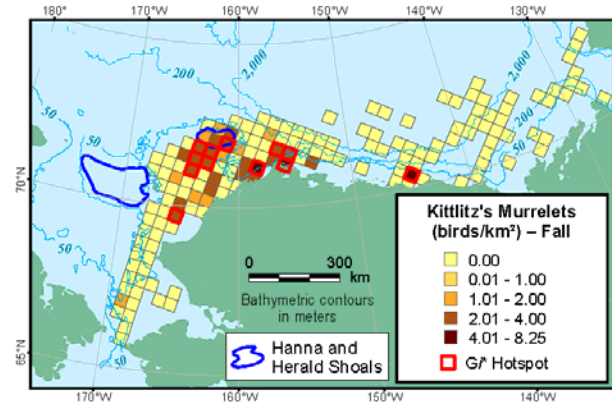 180° 170°W 160°W 150°W 140°W 130°W
200
2,000
2,000
200
50
50
50
50
50
70°N
65°N
Kittlitz's Murrelets
(birds/km²) – Fall
0.00
0.01 - 1.00
1.01 - 2.00
2.01 - 4.00
4.01 - 8.25
Gi* Hotspot
0 300
km
Bathymetric contours
in meters
Hanna and
Herald Shoals
170°W 160°W 150°W 140°W